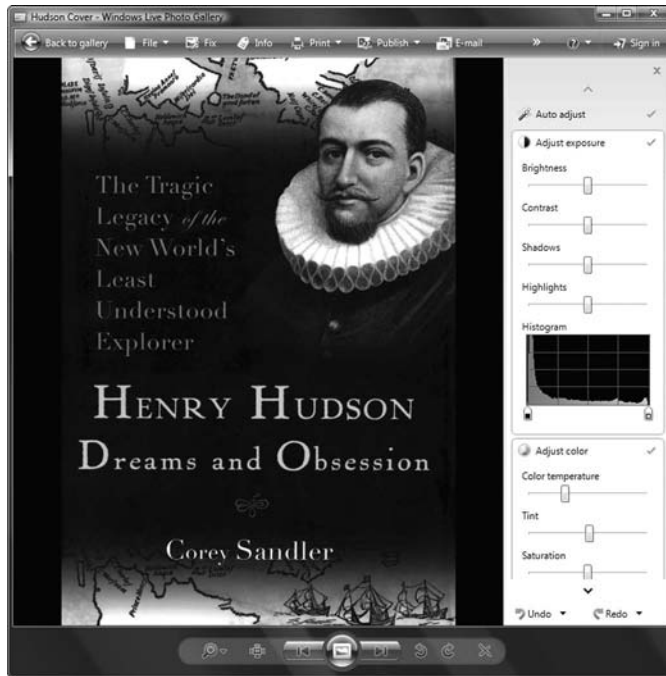 Hudson Cover - Windows Live Photo Gallery
Back to gallery File Fix Info Print Publish E-mail » ? Sign in
x
Auto adjust
Adjust exposure
Brightness
Contrast
Shadows
Highlights
Histogram
Adjust color
Color temperature
Tint
Saturation
Undo Redo
The Tragic
Legacy of the
New World's
Least
Understood
Explorer
HENRY HUDSON
Dreams and Obsession
Corey Sandler